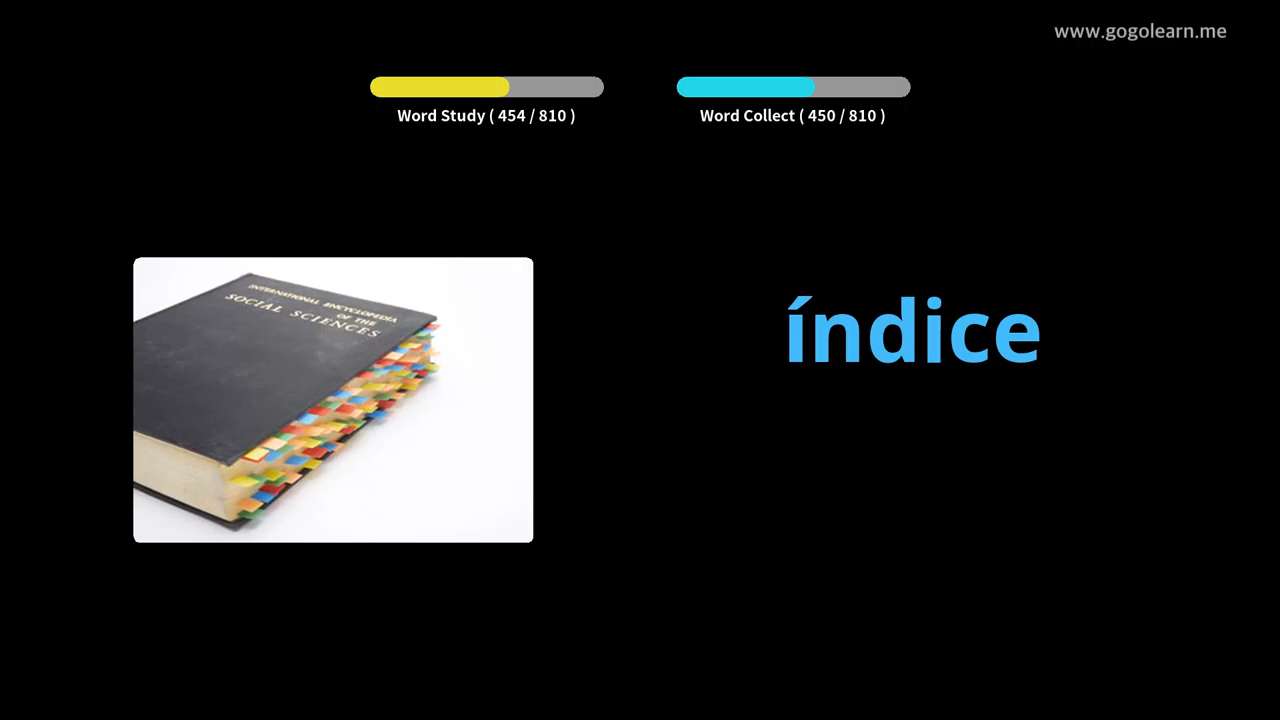 www.gogolearn.me
Word Study ( 454 / 810 )
Word Collect ( 450 / 810 )
INTERNATIONAL ENCYCLOPEDIA
OF THE
SOCIAL SCIENCES
índice